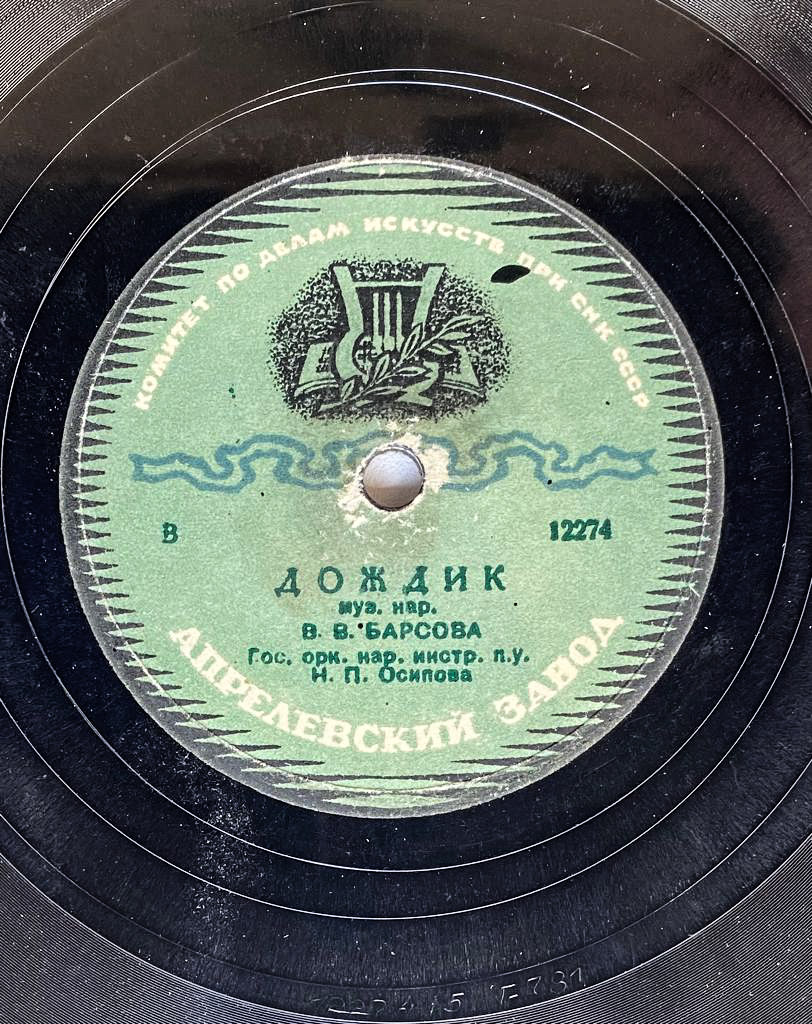 КОМИТЕТ ПО ДЕЛАМ ИСКУССТВ ПРИ СНК СССР
В 12274
ДОЖДИК
муз. нар.
В. В. БАРСОВА
Гос. орк. нар. инстр. п.у.
Н. П. Осипова
АПРЕЛЕВСКИЙ ЗАВОД